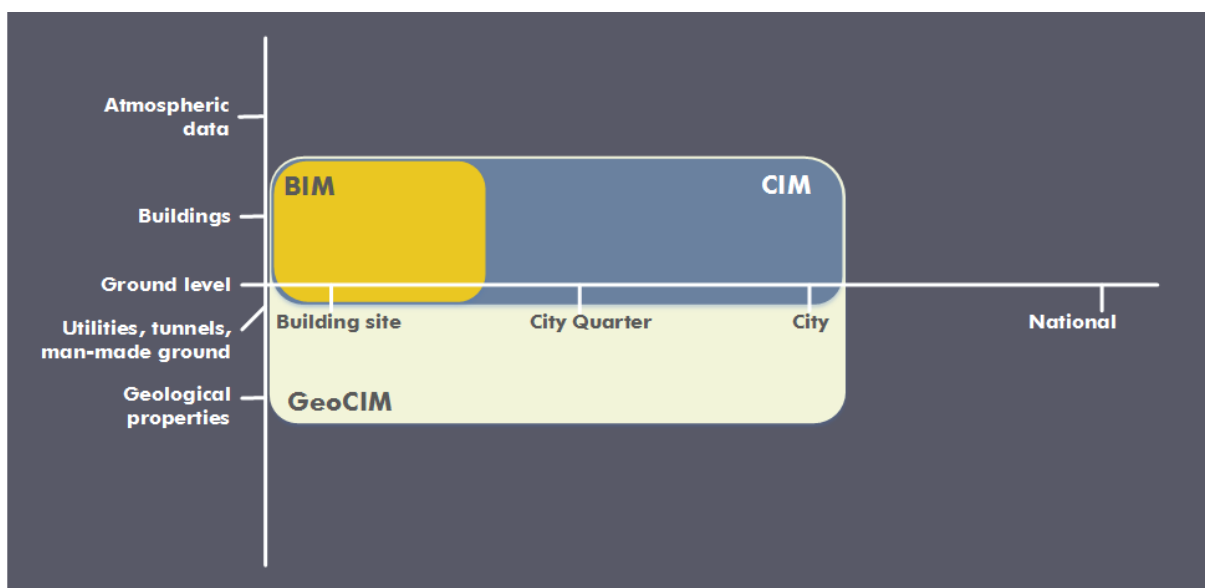 Atmospheric
data
BIM
CIM
Buildings
Ground level
Utilities, tunnels,
man-made ground
Building site
City Quarter
City
National
Geological
properties
GeoCIM